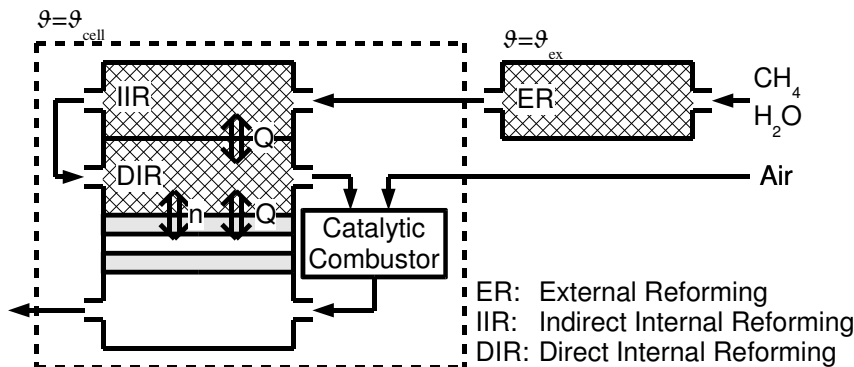 ϑ=ϑcell
ϑ=ϑex
IIR
ER
CH4
H2O
Q
DIR
n
Q
Air
Catalytic
Combustor
ER: External Reforming
IIR: Indirect Internal Reforming
DIR: Direct Internal Reforming